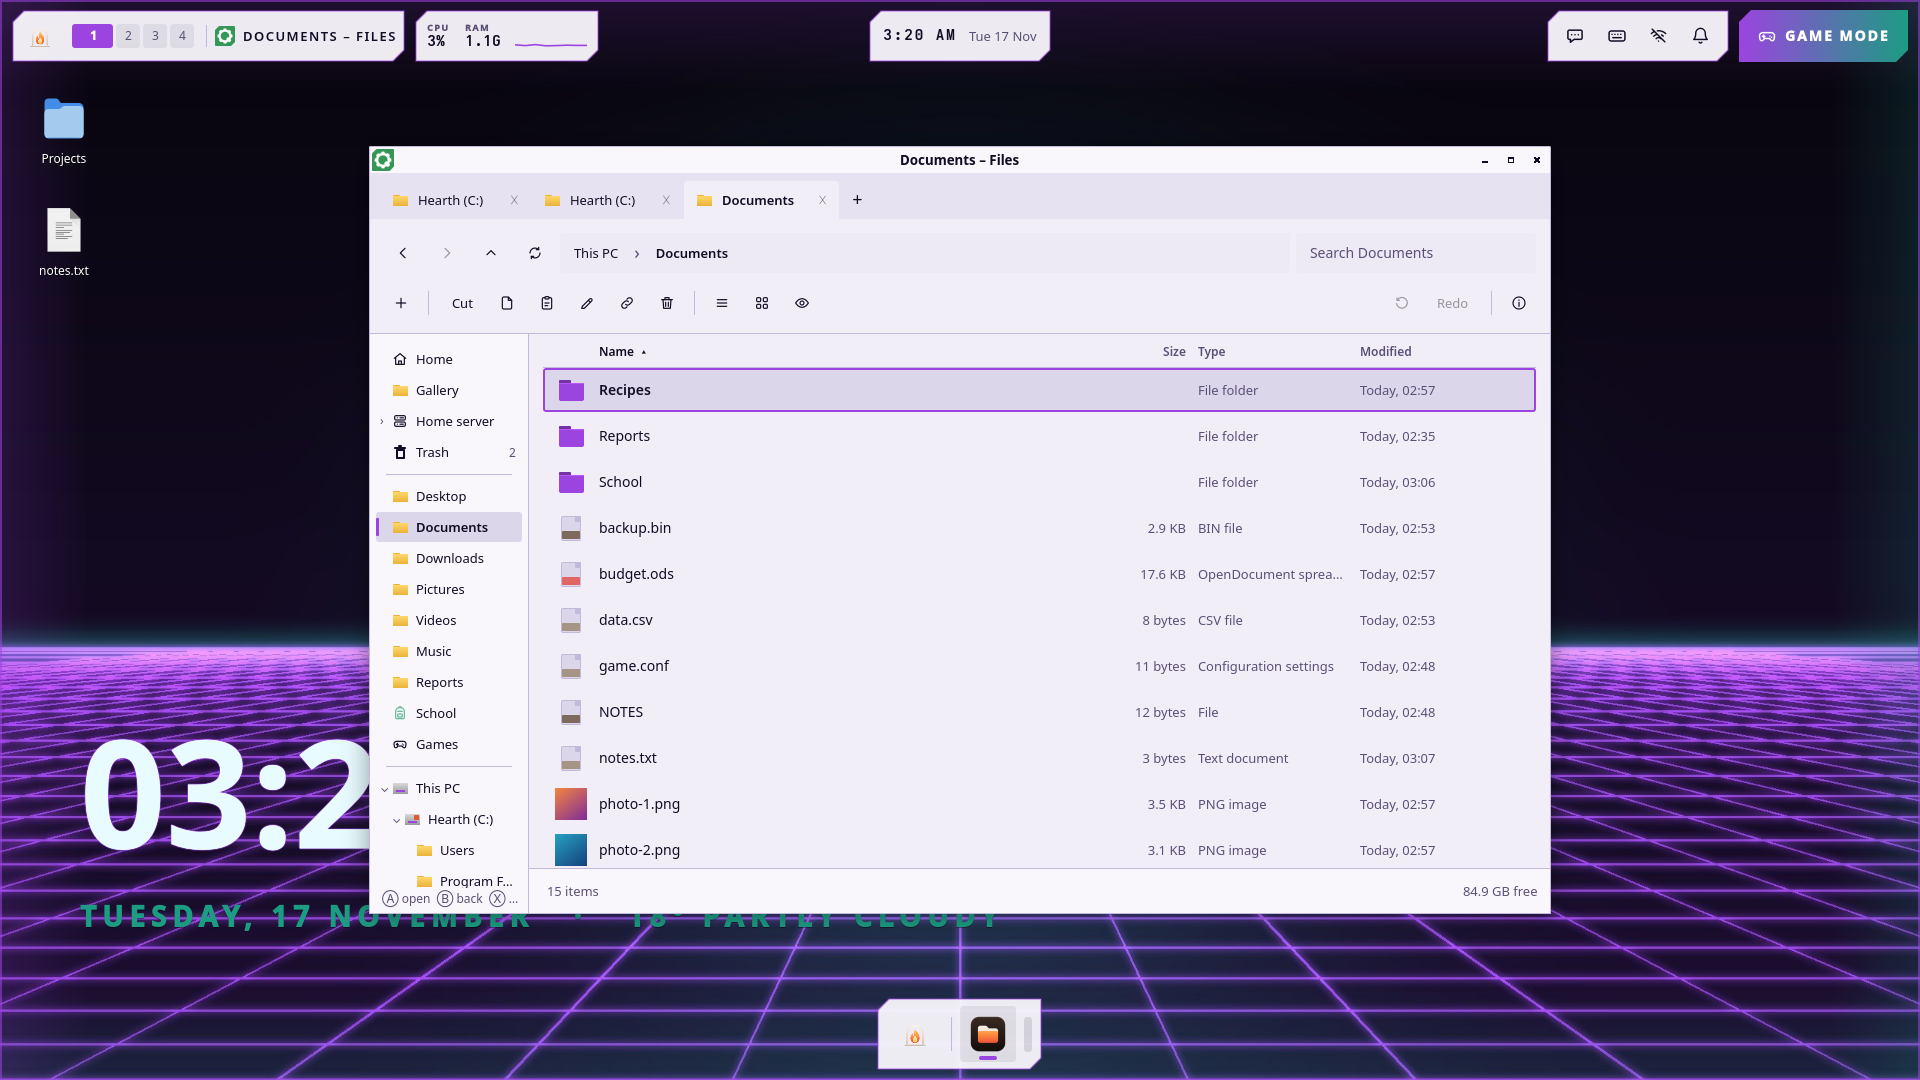 1 2 3 4 DOCUMENTS – FILES
CPU RAM
3% 1.1G
3:20 AM Tue 17 Nov
GAME MODE
Projects
notes.txt
Documents – Files
Hearth (C:) Hearth (C:) Documents
This PC › Documents
Search Documents
Cut
Redo
Home
Gallery
Home server
Trash 2
Desktop
Documents
Downloads
Pictures
Videos
Music
Reports
School
Games
This PC
Hearth (C:)
Users
Program F...
A open B back X ...
Name Size Type Modified
Recipes File folder Today, 02:57
Reports File folder Today, 02:35
School File folder Today, 03:06
backup.bin 2.9 KB BIN file Today, 02:53
budget.ods 17.6 KB OpenDocument sprea... Today, 02:57
data.csv 8 bytes CSV file Today, 02:53
game.conf 11 bytes Configuration settings Today, 02:48
NOTES 12 bytes File Today, 02:48
notes.txt 3 bytes Text document Today, 03:07
photo-1.png 3.5 KB PNG image Today, 02:57
photo-2.png 3.1 KB PNG image Today, 02:57
15 items 84.9 GB free
03:2
TUESDAY, 17 NOVEMBER · 18° PARTLY CLOUDY